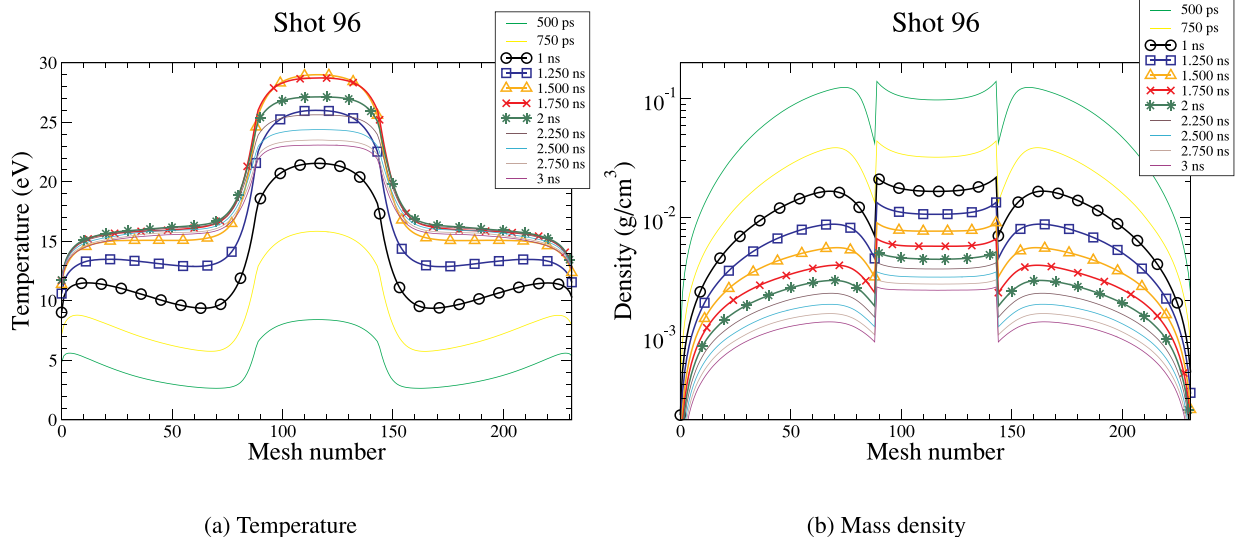 Shot 96
500 ps
750 ps
1 ns
1.250 ns
1.500 ns
1.750 ns
2 ns
2.250 ns
2.500 ns
2.750 ns
3 ns
30
25
20
15
10
5
0
Temperature (eV)
0 50 100 150 200
Mesh number
(a) Temperature
Shot 96
500 ps
750 ps
1 ns
1.250 ns
1.500 ns
1.750 ns
2 ns
2.250 ns
2.500 ns
2.750 ns
3 ns
10⁻¹
10⁻²
10⁻³
Density (g/cm³)
0 50 100 150 200
Mesh number
(b) Mass density